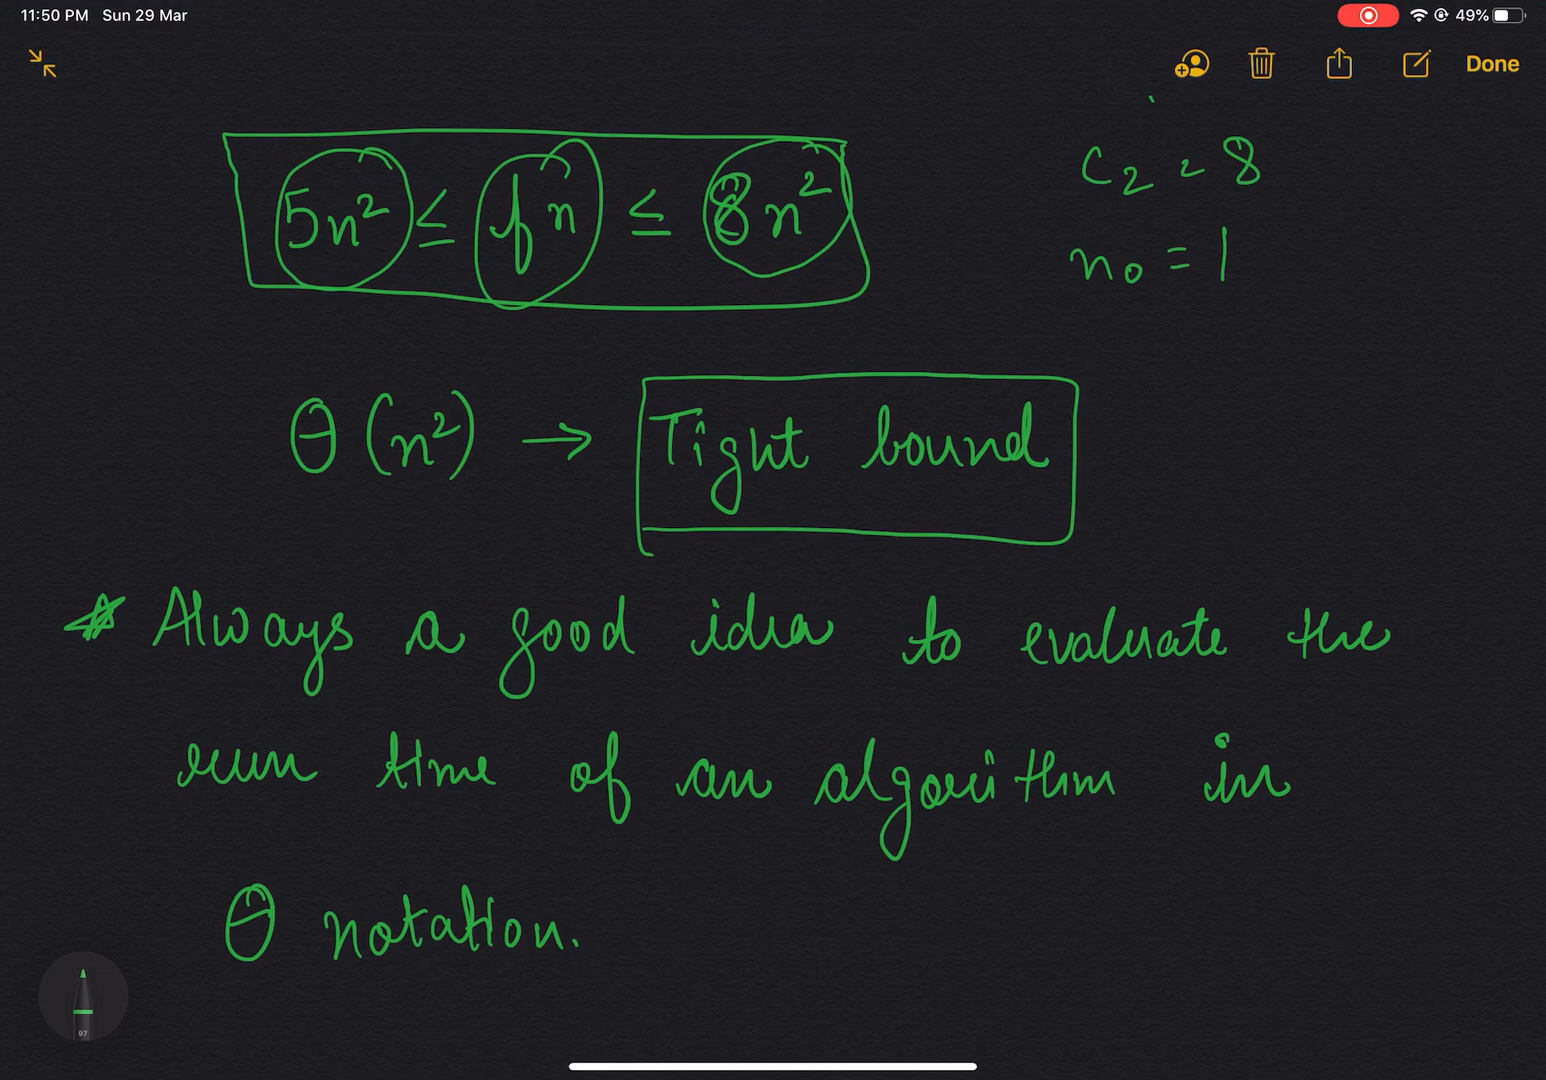 11:50 PM Sun 29 Mar 49%
Done
5n² ≤ fn ≤ 8n²
C₂ = 8
n₀ = 1
θ (n²) → Tight bound
* Always a good idea to evaluate the
run time of an algorithm in
θ notation.
97